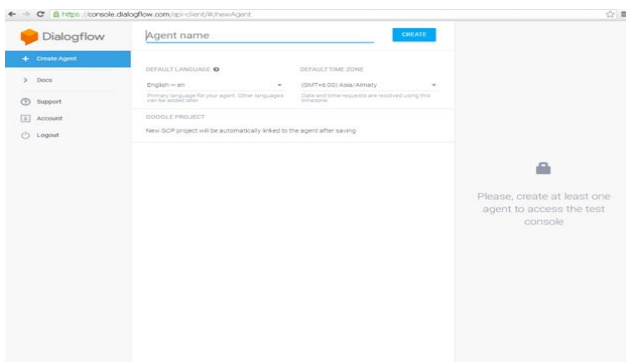 https://console.dialogflow.com/api-client/#/newAgent
Dialogflow
Agent name
CREATE
+ Create Agent
> Docs
Support
Account
Logout
DEFAULT LANGUAGE
DEFAULT TIME ZONE
English — en
(GMT+6:00) Asia/Almaty
Primary language for your agent. Other languages
can be added later.
Date and time requests are resolved using this
timezone.
GOOGLE PROJECT
New GCP project will be automatically linked to the agent after saving
Please, create at least one
agent to access the test
console